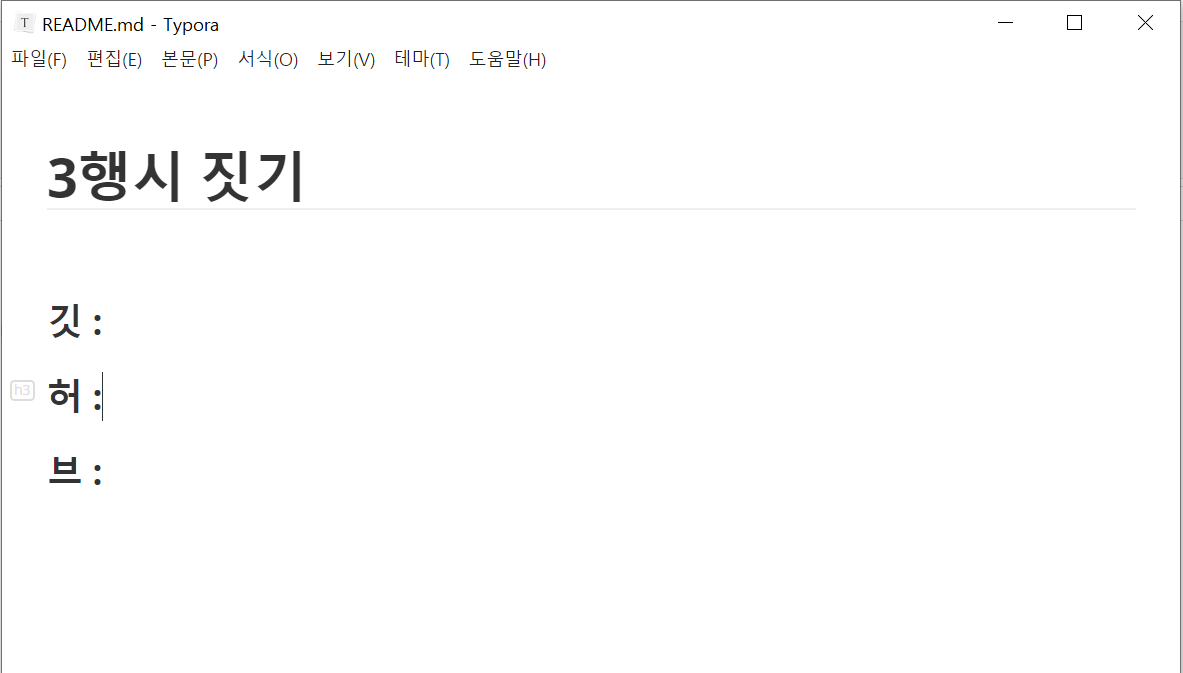 T README.md - Typora
파일(F) 편집(E) 본문(P) 서식(O) 보기(V) 테마(T) 도움말(H)
3행시 짓기
깃 :
h3 허 :
브 :